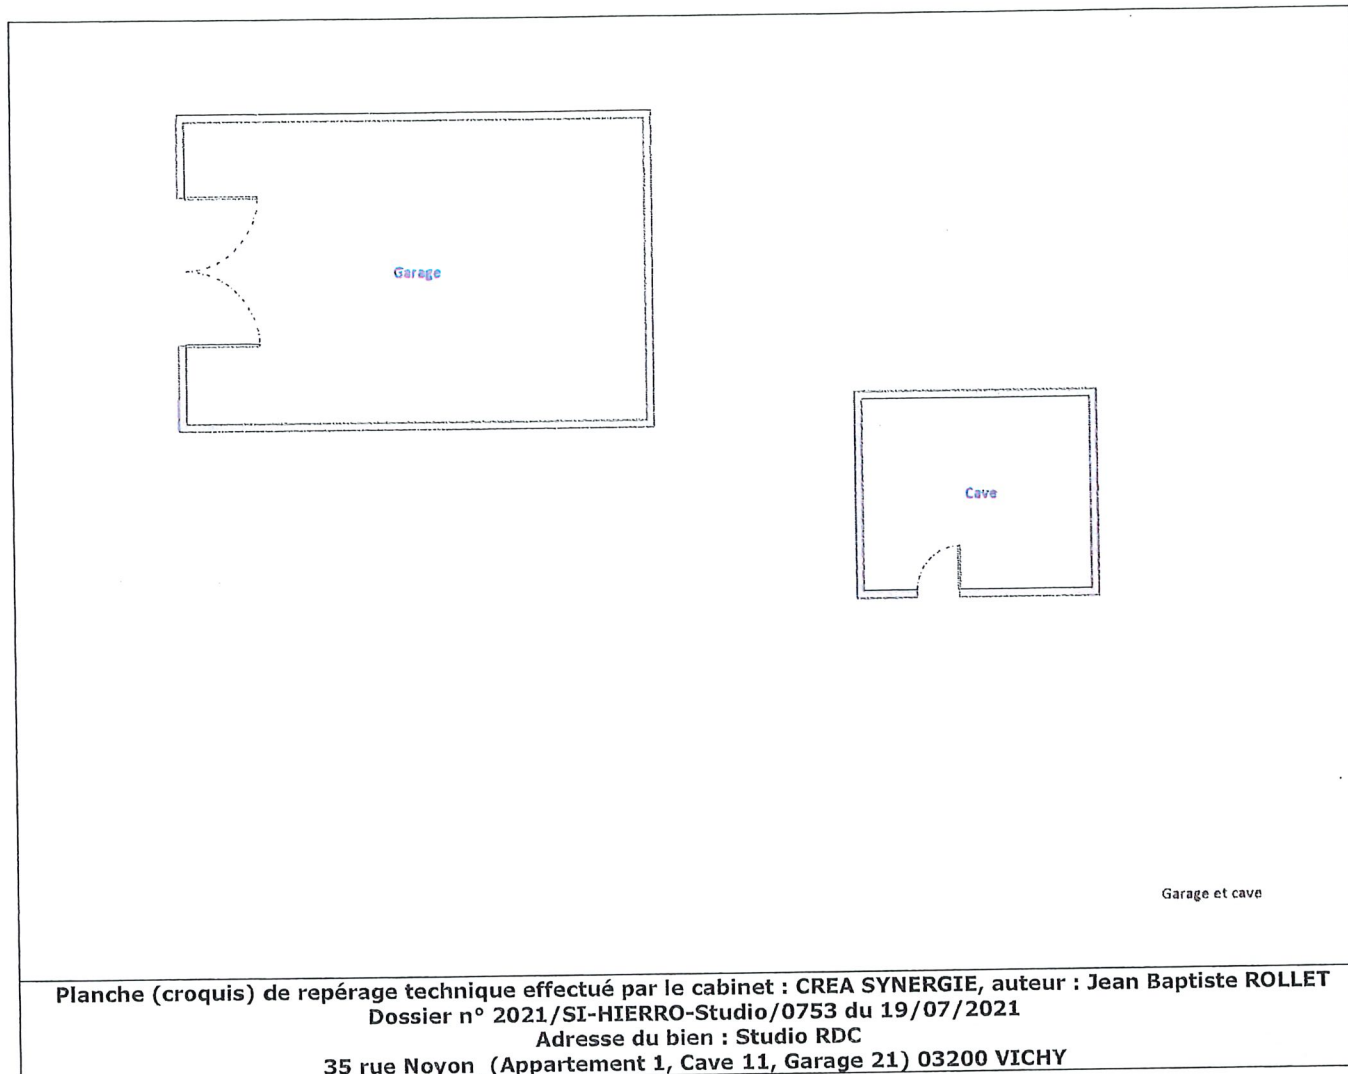 Garage
Cave
Garage et cave
Planche (croquis) de repérage technique effectué par le cabinet : CREA SYNERGIE, auteur : Jean Baptiste ROLLET
Dossier n° 2021/SI-HIERRO-Studio/0753 du 19/07/2021
Adresse du bien : Studio RDC
35 rue Noyon (Appartement 1, Cave 11, Garage 21) 03200 VICHY